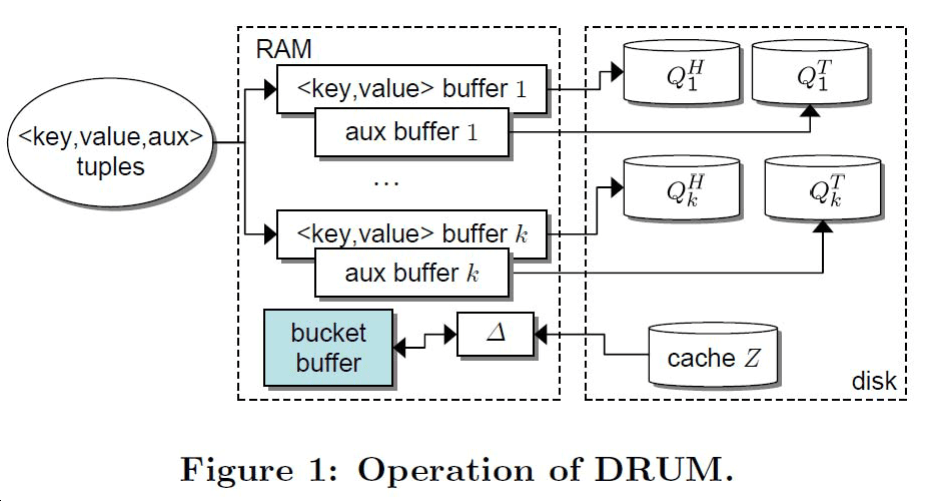 RAM
<key,value> buffer 1
Q_1^H
Q_1^T
<key,value,aux>
tuples
aux buffer 1
...
Q_k^H
Q_k^T
<key,value> buffer k
aux buffer k
bucket
buffer
Δ
cache Z
disk
Figure 1: Operation of DRUM.